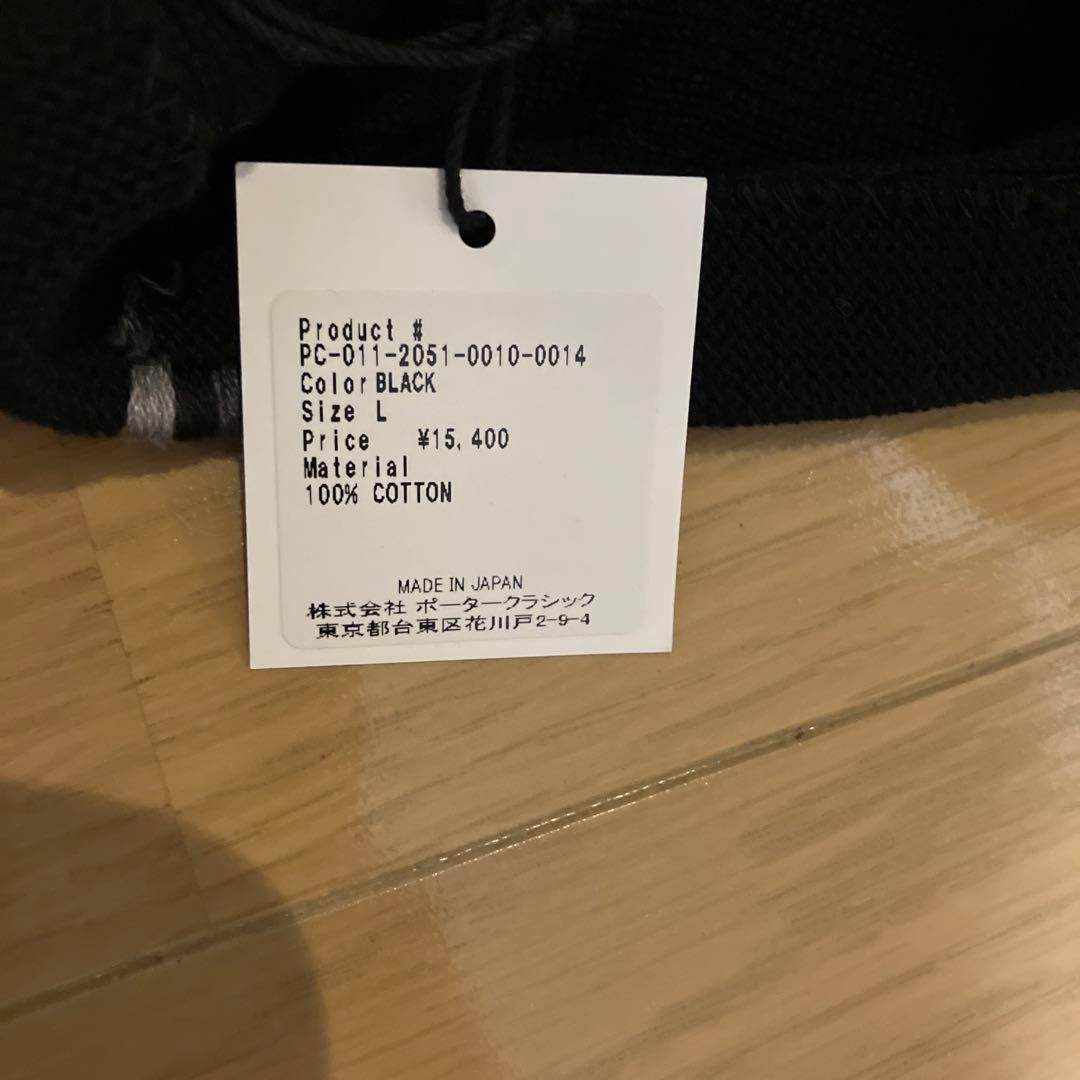 Product #
PC-011-2051-0010-0014
Color BLACK
Size L
Price ¥15,400
Material
100% COTTON
MADE IN JAPAN
株式会社 ポータークラシック
東京都台東区花川戸2-9-4